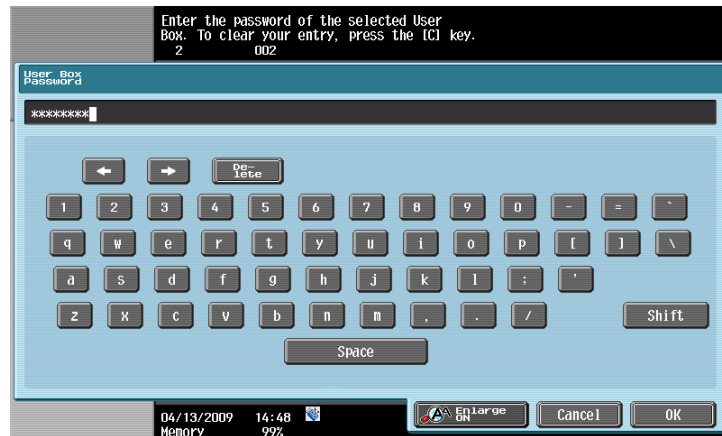 Enter the password of the selected User
Box. To clear your entry, press the [C] key.
2 002
User Box
Password
********
← → De-
lete
1 2 3 4 5 6 7 8 9 0 - = `
q w e r t y u i o p [ ] \
a s d f g h j k l ; '
z x c v b n m , . / Shift
Space
AA Enlarge
ON Cancel OK
04/13/2009 14:48
Memory 99%